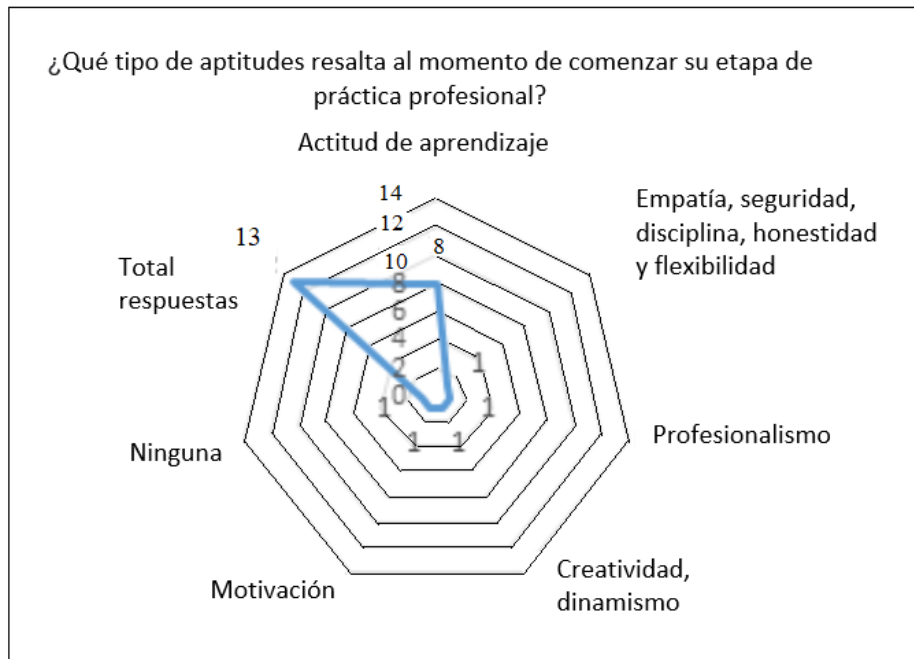 ¿Qué tipo de aptitudes resalta al momento de comenzar su etapa de
práctica profesional?
Actitud de aprendizaje
14
12
10
8
6
4
2
0
8
Empatía, seguridad,
disciplina, honestidad
y flexibilidad
1
Profesionalismo
1
Creatividad,
dinamismo
1
Motivación
1
Ninguna
1
Total
respuestas
13